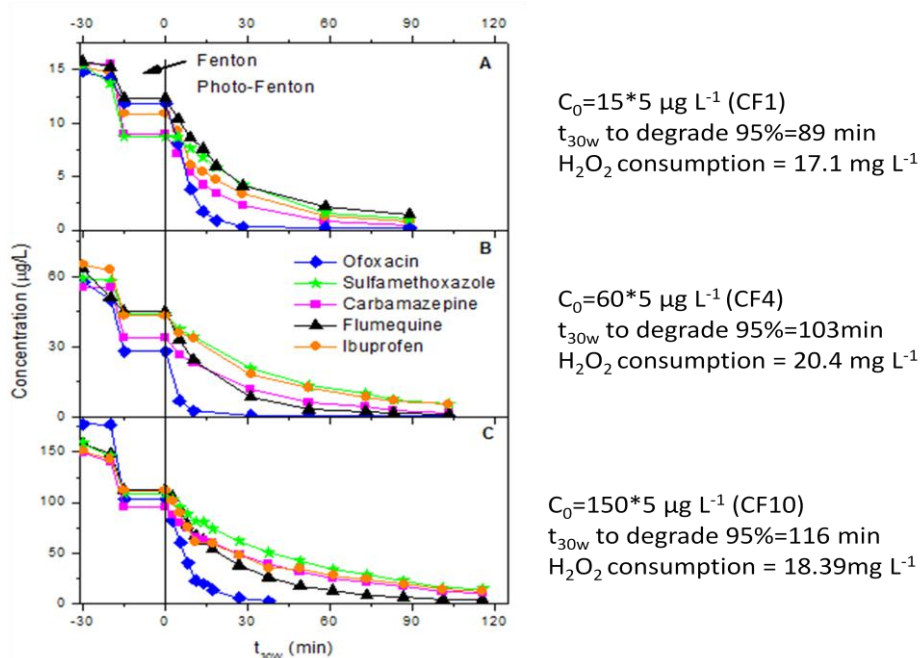 -30 0 30 60 90 120
15
10
5
0
A
Fenton
Photo-Fenton
C₀=15*5 µg L⁻¹ (CF1)
t₃₀w to degrade 95%=89 min
H₂O₂ consumption = 17.1 mg L⁻¹
Concentration (µg/L)
60
30
0
B
Ofoxacin
Sulfamethoxazole
Carbamazepine
Flumequine
Ibuprofen
C₀=60*5 µg L⁻¹ (CF4)
t₃₀w to degrade 95%=103min
H₂O₂ consumption = 20.4 mg L⁻¹
150
100
50
0
C
C₀=150*5 µg L⁻¹ (CF10)
t₃₀w to degrade 95%=116 min
H₂O₂ consumption = 18.39mg L⁻¹
-30 0 30 60 90 120
t₃₀W (min)